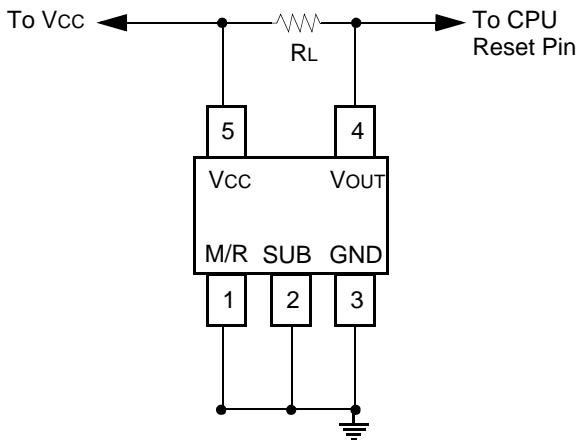 To VCC
To CPU
Reset Pin
RL
5
4
VCC
VOUT
M/R
SUB
GND
1
2
3